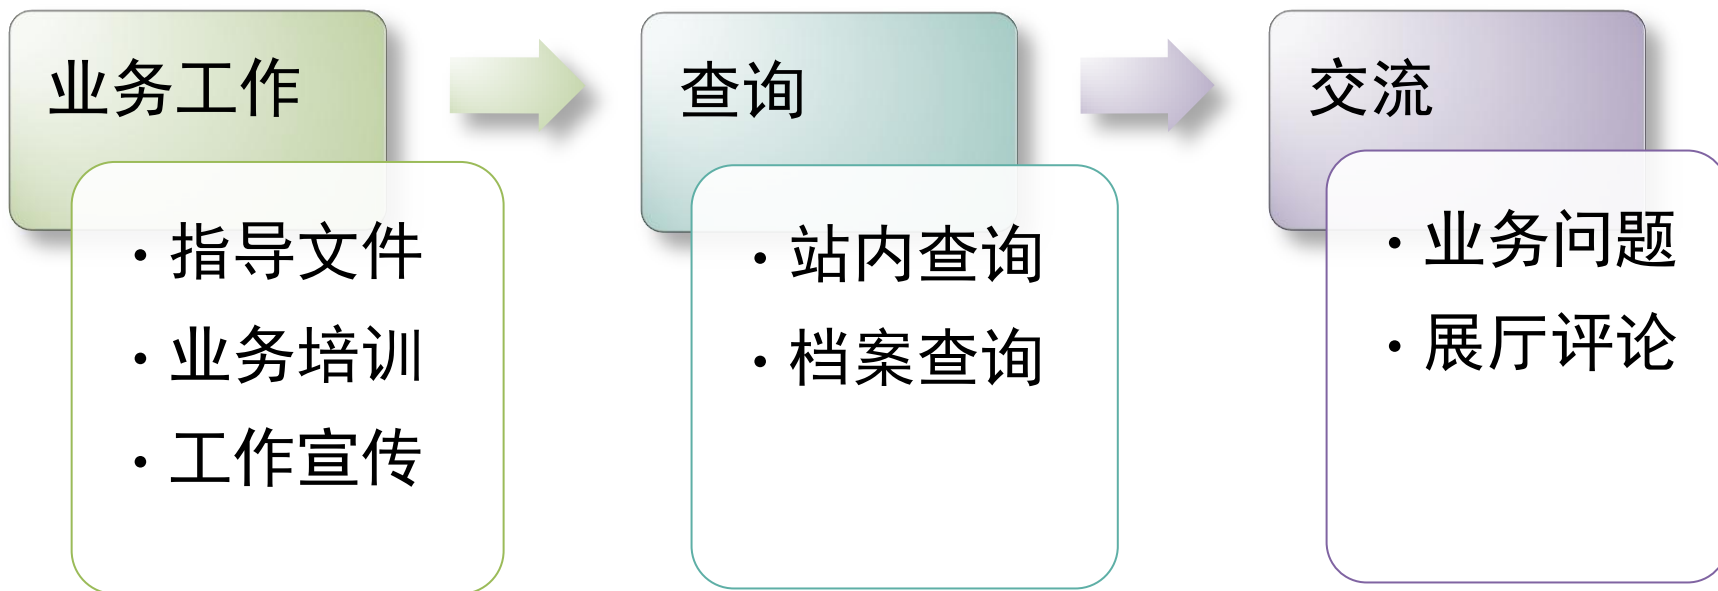 业务工作
• 指导文件
• 业务培训
• 工作宣传
查询
• 站内查询
• 档案查询
交流
• 业务问题
• 展厅评论